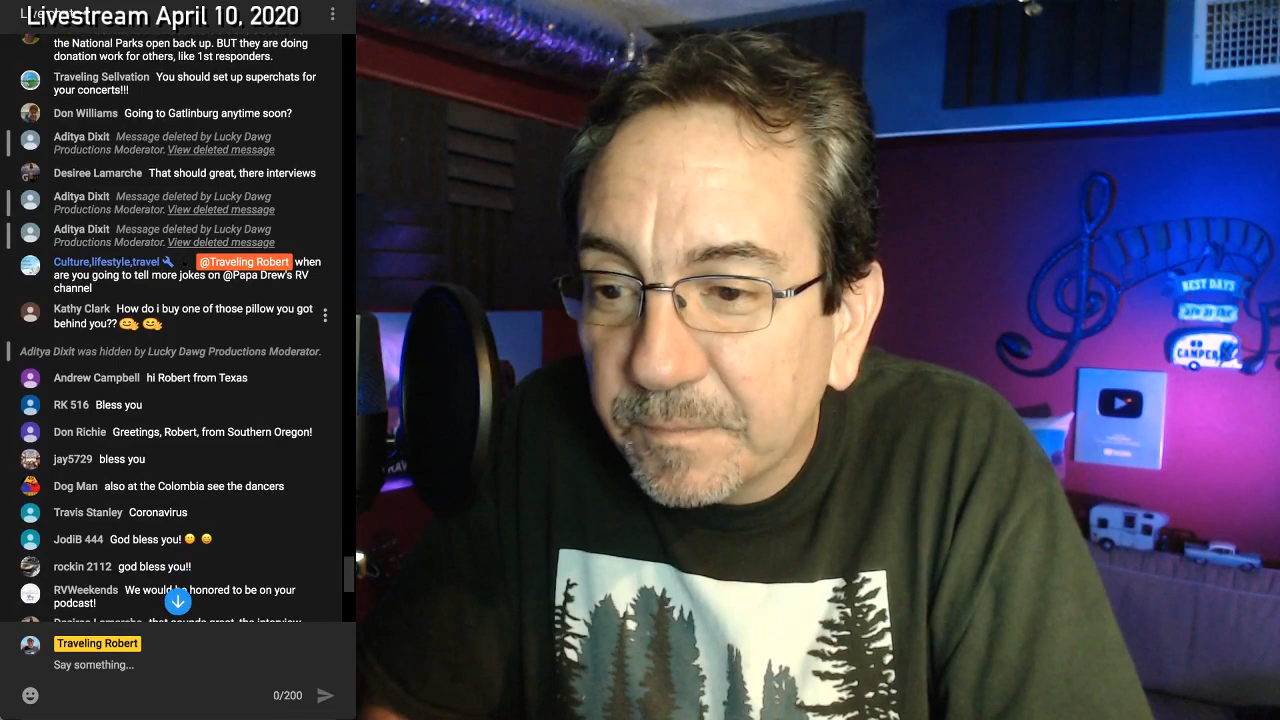 Livestream April 10, 2020
the National Parks open back up. BUT they are doing
donation work for others, like 1st responders.
Traveling Sellvation You should set up superchats for
your concerts!!!
Don Williams Going to Gatlinburg anytime soon?
Aditya Dixit Message deleted by Lucky Dawg
Productions Moderator. View deleted message
Desiree Lamarche That should great, there interviews
Aditya Dixit Message deleted by Lucky Dawg
Productions Moderator. View deleted message
Aditya Dixit Message deleted by Lucky Dawg
Productions Moderator. View deleted message
Culture,lifestyle,travel @Traveling Robert when
are you going to tell more jokes on @Papa Drew's RV
channel
Kathy Clark How do i buy one of those pillow you got
behind you??
Aditya Dixit was hidden by Lucky Dawg Productions Moderator.
Andrew Campbell hi Robert from Texas
RK 516 Bless you
Don Richie Greetings, Robert, from Southern Oregon!
jay5729 bless you
Dog Man also at the Colombia see the dancers
Travis Stanley Coronavirus
JodiB 444 God bless you!
rockin 2112 god bless you!!
RVWeekends We would be honored to be on your
podcast!
Traveling Robert
Say something...
0/200
BEST DAYS
are in the
CAMPER